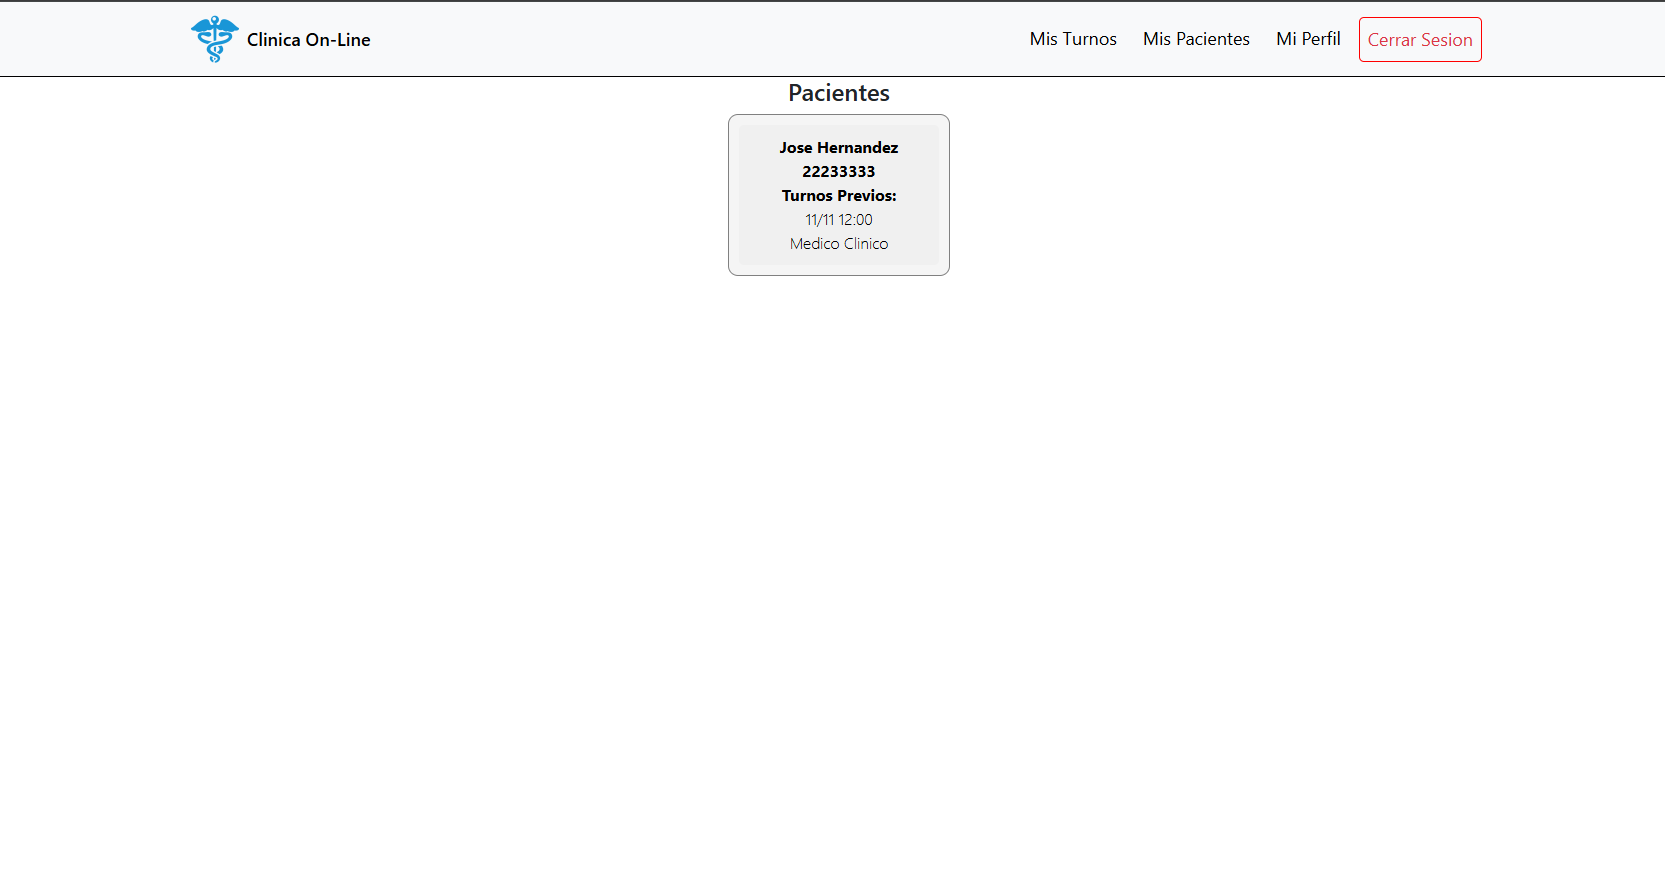 Clinica On-Line
Mis Turnos
Mis Pacientes
Mi Perfil
Cerrar Sesion
Pacientes
Jose Hernandez
22233333
Turnos Previos:
11/11 12:00
Medico Clinico